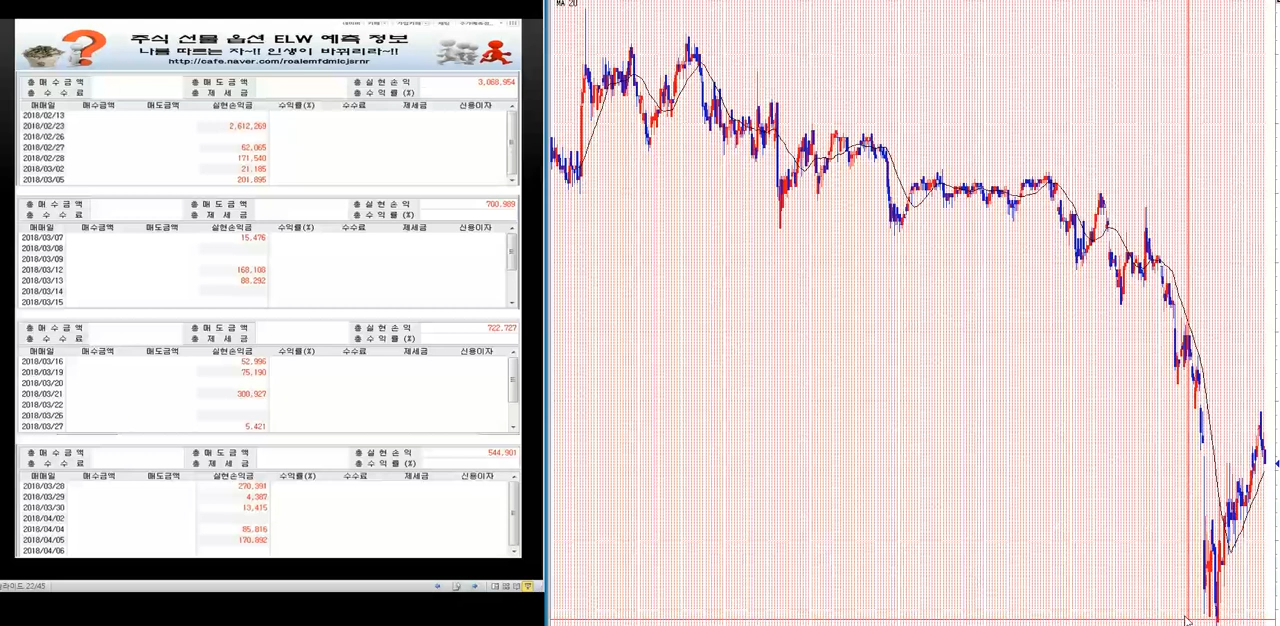 주식 선물 옵션 ELW 예측 정보
나를 따르는 자~!! 인생이 바뀌리라~!!
http://cafe.naver.com/roalemfdmlcjsrnr
총 매 수 금 액 총 매 도 금 액 총 실 현 손 익 3,068,954
총 수 수 료 총 제 세 금 총 수 익 률 (%)
매매일 매수금액 매도금액 실현손익금 수익률(%) 수수료 제세금 신용이자
2018/02/13
2018/02/23 2,612,269
2018/02/26
2018/02/27 62,065
2018/02/28 171,540
2018/03/02 21,185
2018/03/05 201,895
총 매 수 금 액 총 매 도 금 액 총 실 현 손 익 700,989
총 수 수 료 총 제 세 금 총 수 익 률 (%)
매매일 매수금액 매도금액 실현손익금 수익률(%) 수수료 제세금 신용이자
2018/03/07 15,476
2018/03/08
2018/03/09
2018/03/12 168,108
2018/03/13 88,292
2018/03/14
2018/03/15
총 매 수 금 액 총 매 도 금 액 총 실 현 손 익 722,727
총 수 수 료 총 제 세 금 총 수 익 률 (%)
매매일 매수금액 매도금액 실현손익금 수익률(%) 수수료 제세금 신용이자
2018/03/16 52,996
2018/03/19 75,190
2018/03/20
2018/03/21 300,927
2018/03/22
2018/03/26
2018/03/27 5,421
총 매 수 금 액 총 매 도 금 액 총 실 현 손 익 544,901
총 수 수 료 총 제 세 금 총 수 익 률 (%)
매매일 매수금액 매도금액 실현손익금 수익률(%) 수수료 제세금 신용이자
2018/03/28 270,391
2018/03/29 4,387
2018/03/30 13,415
2018/04/02
2018/04/04 85,816
2018/04/05 170,892
2018/04/06
슬라이드 22/45
MA 20